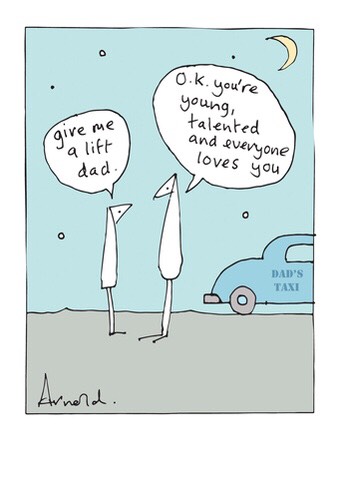 give me
a lift
dad.
O.K. you're
young,
talented
and everyone
loves you
DAD'S
TAXI
Arnold.